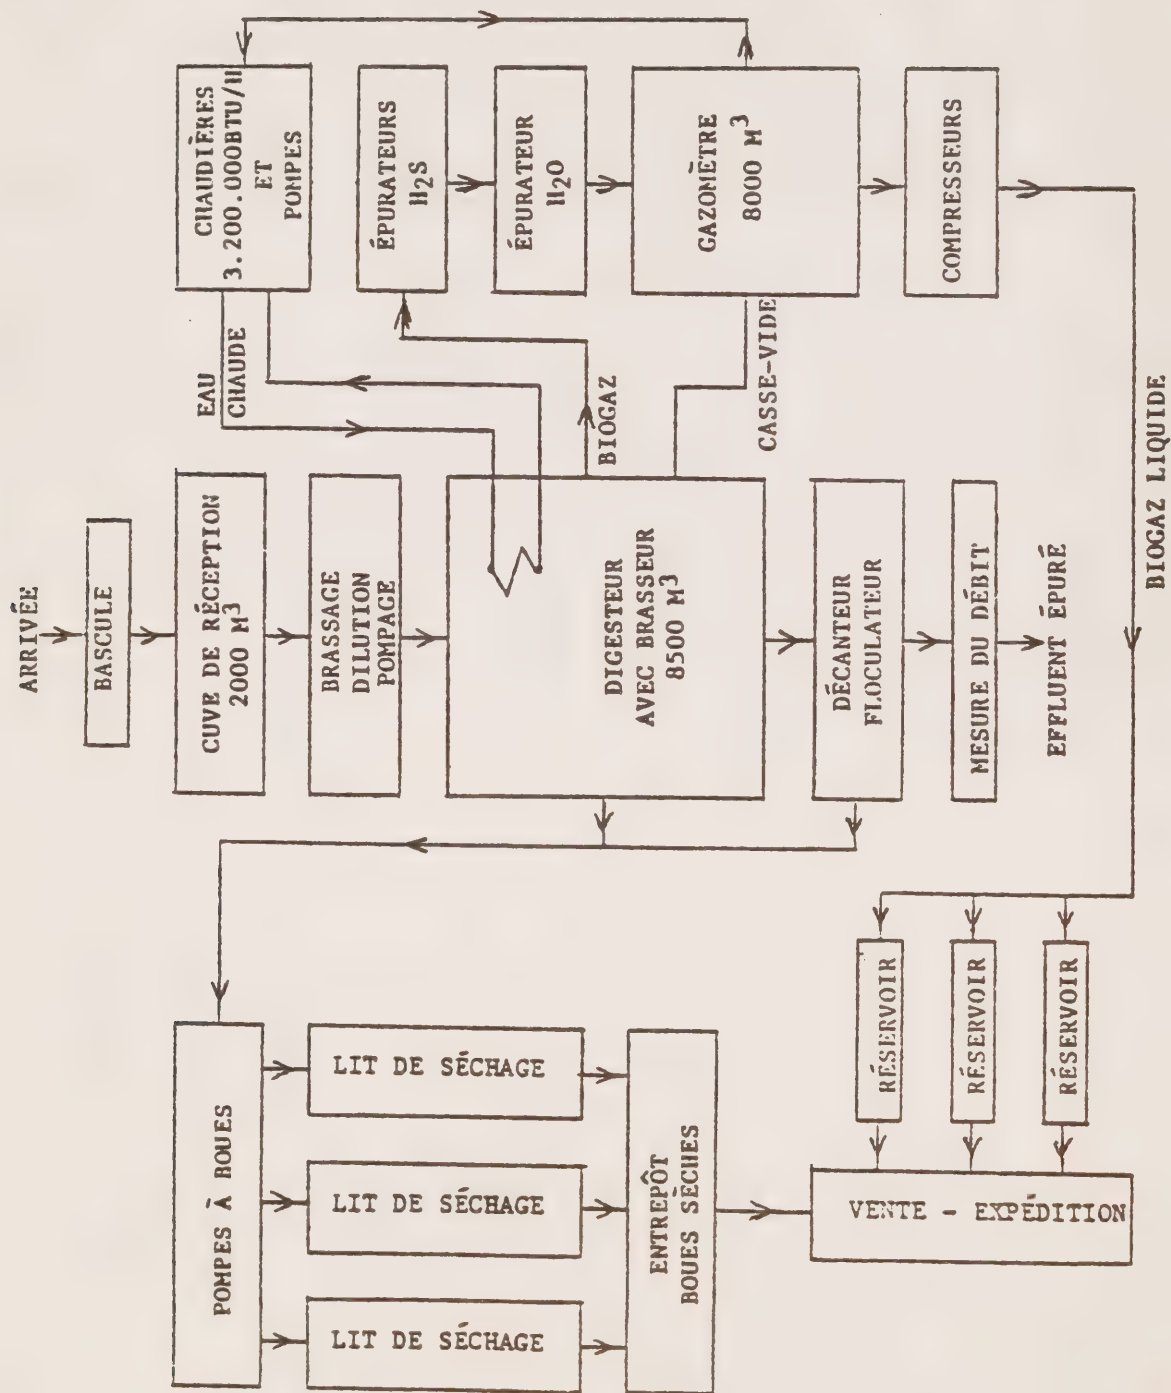 CHAUDIÈRES
3.200.000BTU/H
ET
POMPES
ÉPURATEURS
H2S
ÉPURATEUR
H2O
GAZOMÈTRE
8000 M3
COMPRESSEURS
EAU
CHAUDE
BIOGAZ
CASSE-VIDE
BIOGAZ LIQUIDE
ARRIVÉE
BASCULE
CUVE DE RÉCEPTION
2000 M3
BRASSAGE
DILUTION
POMPAGE
DIGESTEUR
AVEC BRASSEUR
8500 M3
DÉCANTEUR
FLOCULATEUR
MESURE DU DÉBIT
EFFLUENT ÉPURÉ
POMPES À BOUES
LIT DE SÉCHAGE
LIT DE SÉCHAGE
LIT DE SÉCHAGE
ENTREPÔT
BOUES SÈCHES
RÉSERVOIR
RÉSERVOIR
RÉSERVOIR
VENTE - EXPÉDITION